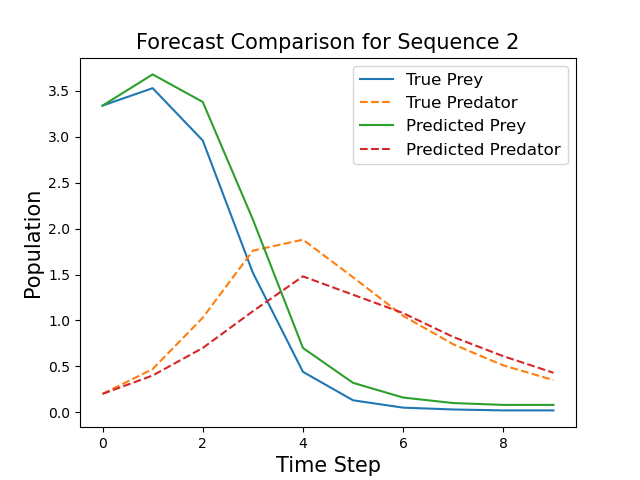 Forecast Comparison for Sequence 2
True Prey
True Predator
Predicted Prey
Predicted Predator
Population
3.5
3.0
2.5
2.0
1.5
1.0
0.5
0.0
0 2 4 6 8
Time Step